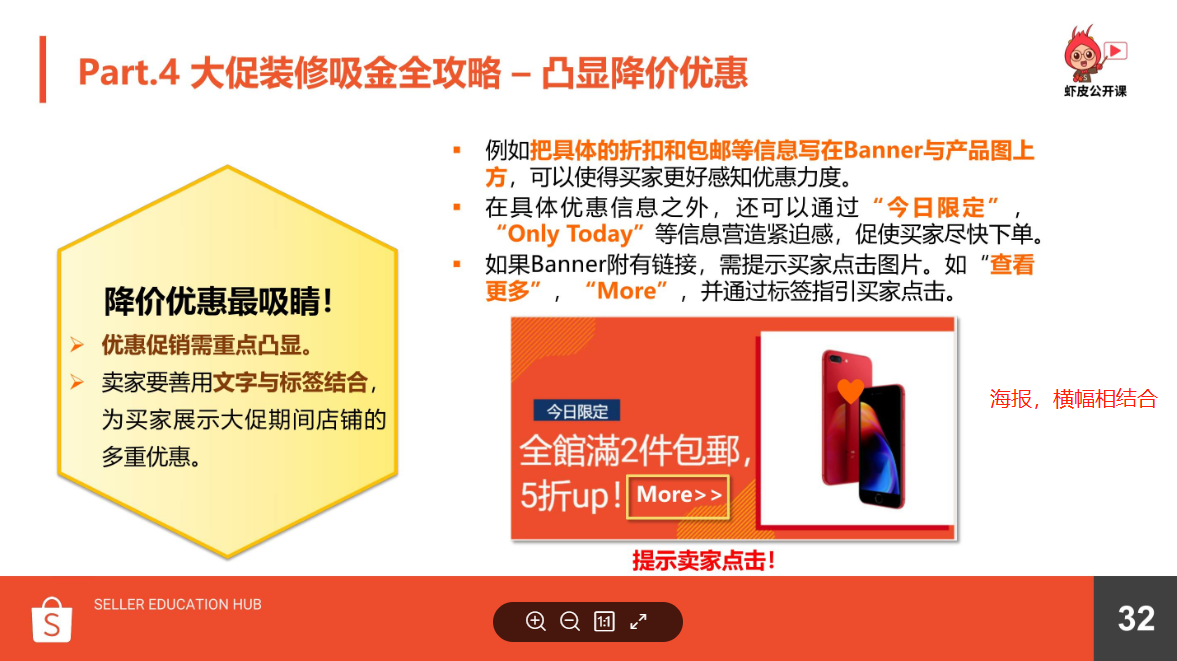 Part.4 大促装修吸金全攻略 – 凸显降价优惠
虾皮公开课
降价优惠最吸睛！
优惠促销需重点凸显。
卖家要善用文字与标签结合，
为买家展示大促期间店铺的
多重优惠。
例如把具体的折扣和包邮等信息写在Banner与产品图上
方，可以使得买家更好感知优惠力度。
在具体优惠信息之外，还可以通过“今日限定”，
“Only Today”等信息营造紧迫感，促使买家尽快下单。
如果Banner附有链接，需提示买家点击图片。如“查看
更多”，“More”，并通过标签指引买家点击。
今日限定
全館滿2件包郵，
5折up！ More>>
海报，横幅相结合
提示卖家点击！
S
SELLER EDUCATION HUB
1:1
32